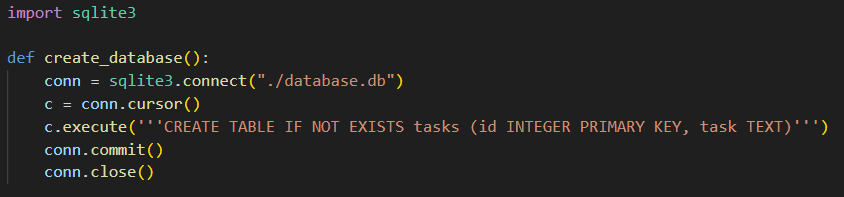 import sqlite3
def create_database():
    conn = sqlite3.connect("./database.db")
    c = conn.cursor()
    c.execute('''CREATE TABLE IF NOT EXISTS tasks (id INTEGER PRIMARY KEY, task TEXT)''')
    conn.commit()
    conn.close()